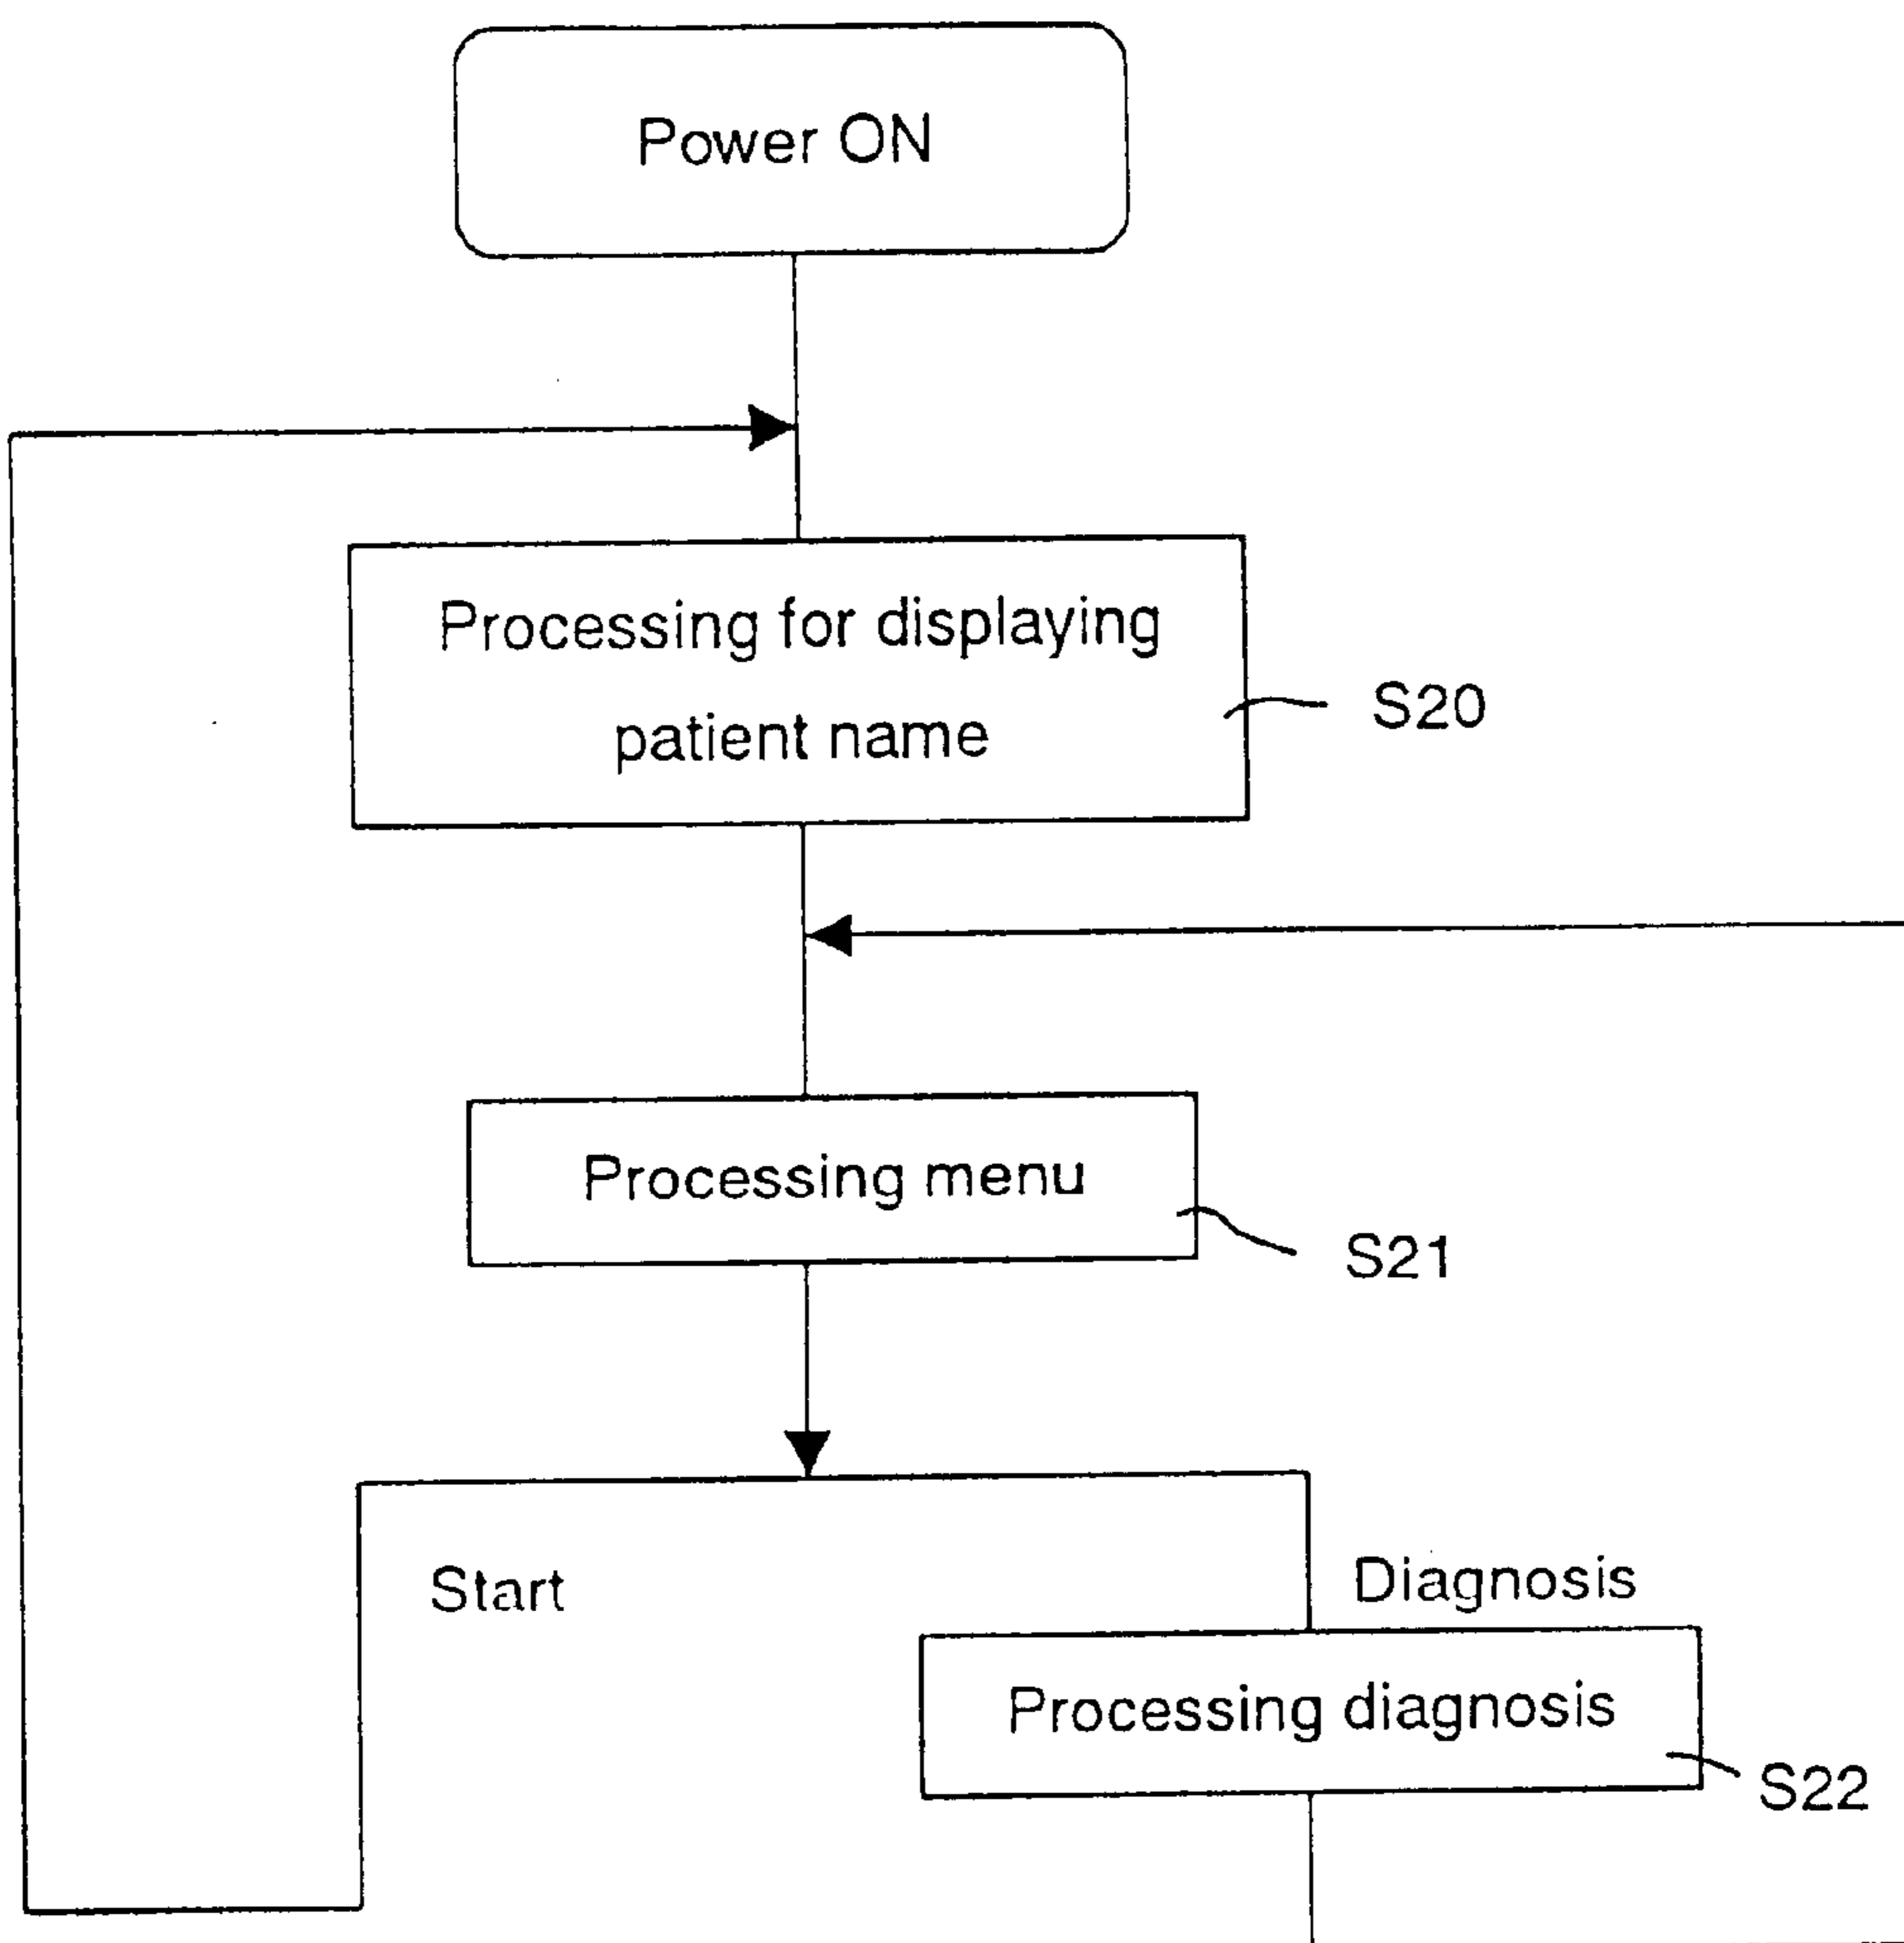 Power ON
Processing for displaying
patient name
S20
Processing menu
S21
Start
Diagnosis
Processing diagnosis
S22